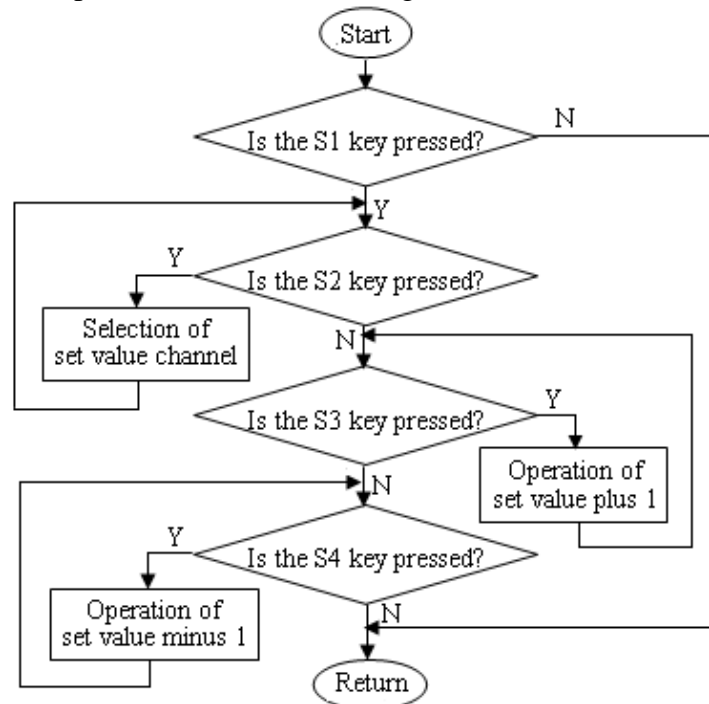 Start
Is the S1 key pressed?
N
Y
Is the S2 key pressed?
Y
Selection of
set value channel
N
Is the S3 key pressed?
Y
Operation of
set value plus 1
N
Is the S4 key pressed?
Y
Operation of
set value minus 1
N
Return